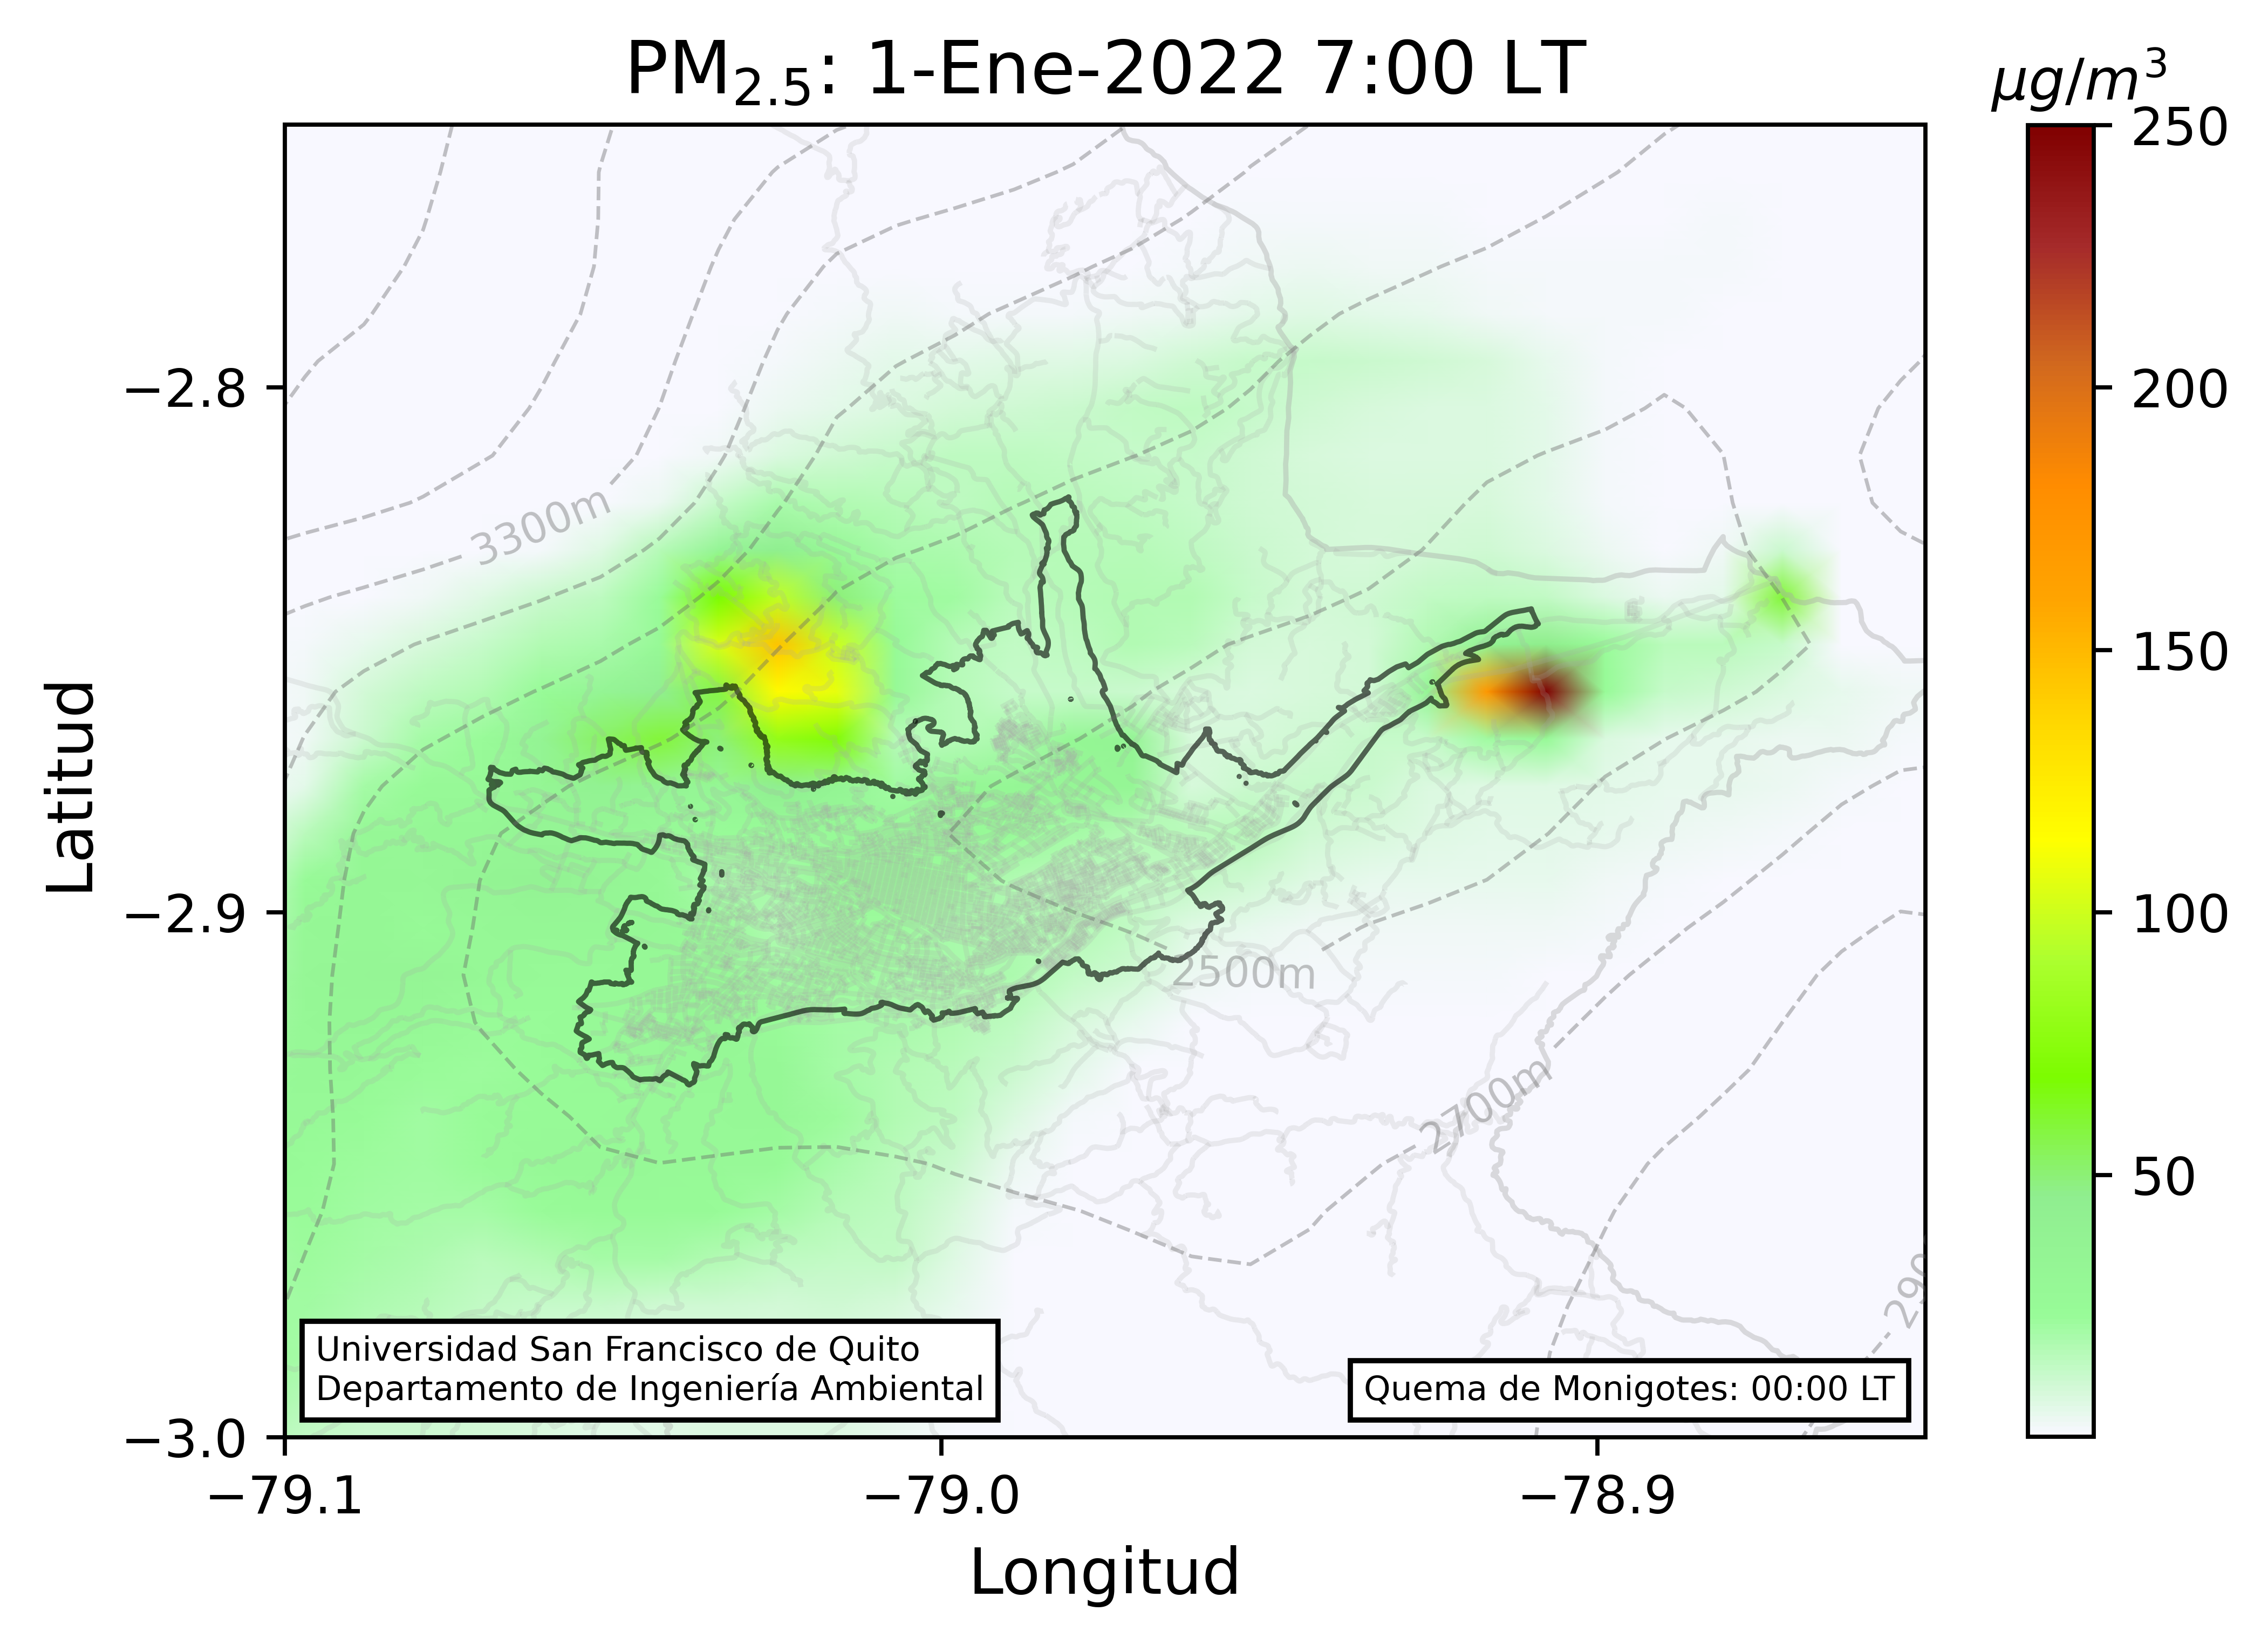 PM2.5: 1-Ene-2022 7:00 LT
μg/m3
250
200
150
100
50
Latitud
−2.8
−2.9
−3.0
3300m
2500m
2700m
290
Universidad San Francisco de Quito
Departamento de Ingeniería Ambiental
Quema de Monigotes: 00:00 LT
−79.1
−79.0
−78.9
Longitud